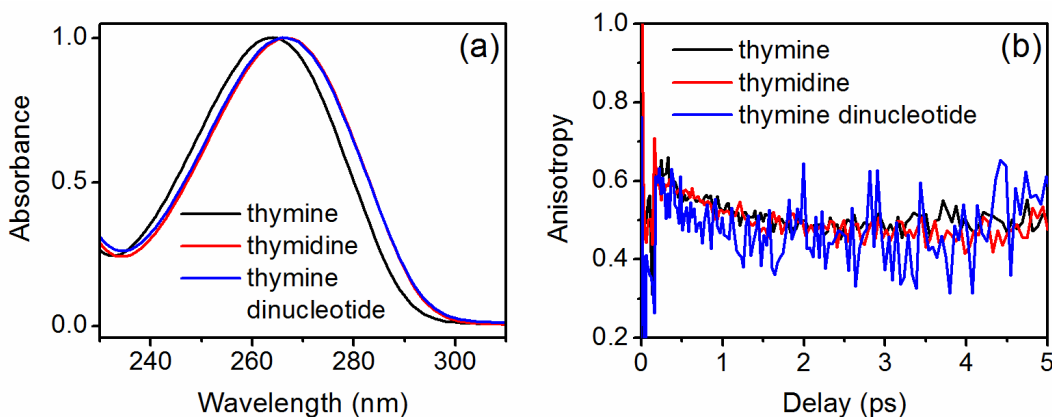 (a)
1.0
0.5
0.0
Absorbance
thymine
thymidine
thymine
dinucleotide
240
260
280
300
Wavelength (nm)
(b)
1.0
0.8
0.6
0.4
0.2
Anisotropy
thymine
thymidine
thymine dinucleotide
0
1
2
3
4
5
Delay (ps)